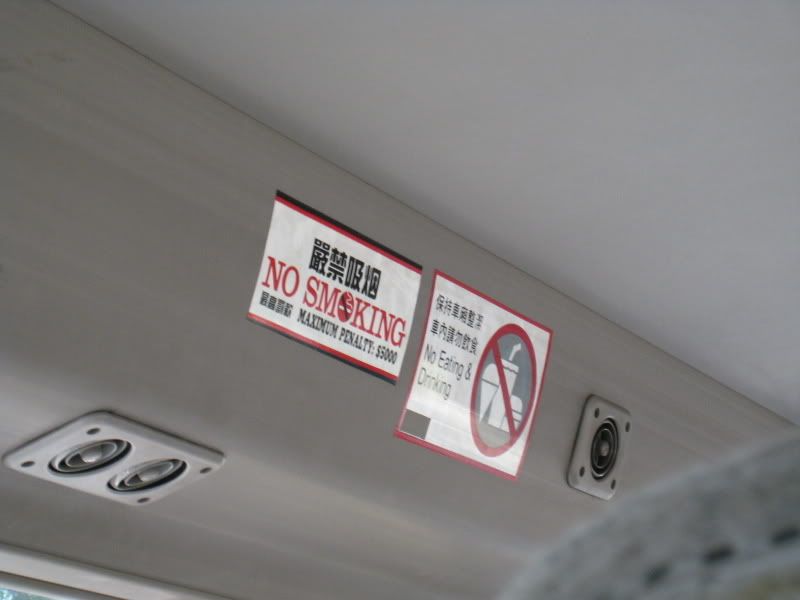 嚴禁吸烟
NO SMOKING
最高罰款 MAXIMUM PENALTY: $5000
保持車廂整潔
車內請勿飲食
No Eating &
Drinking